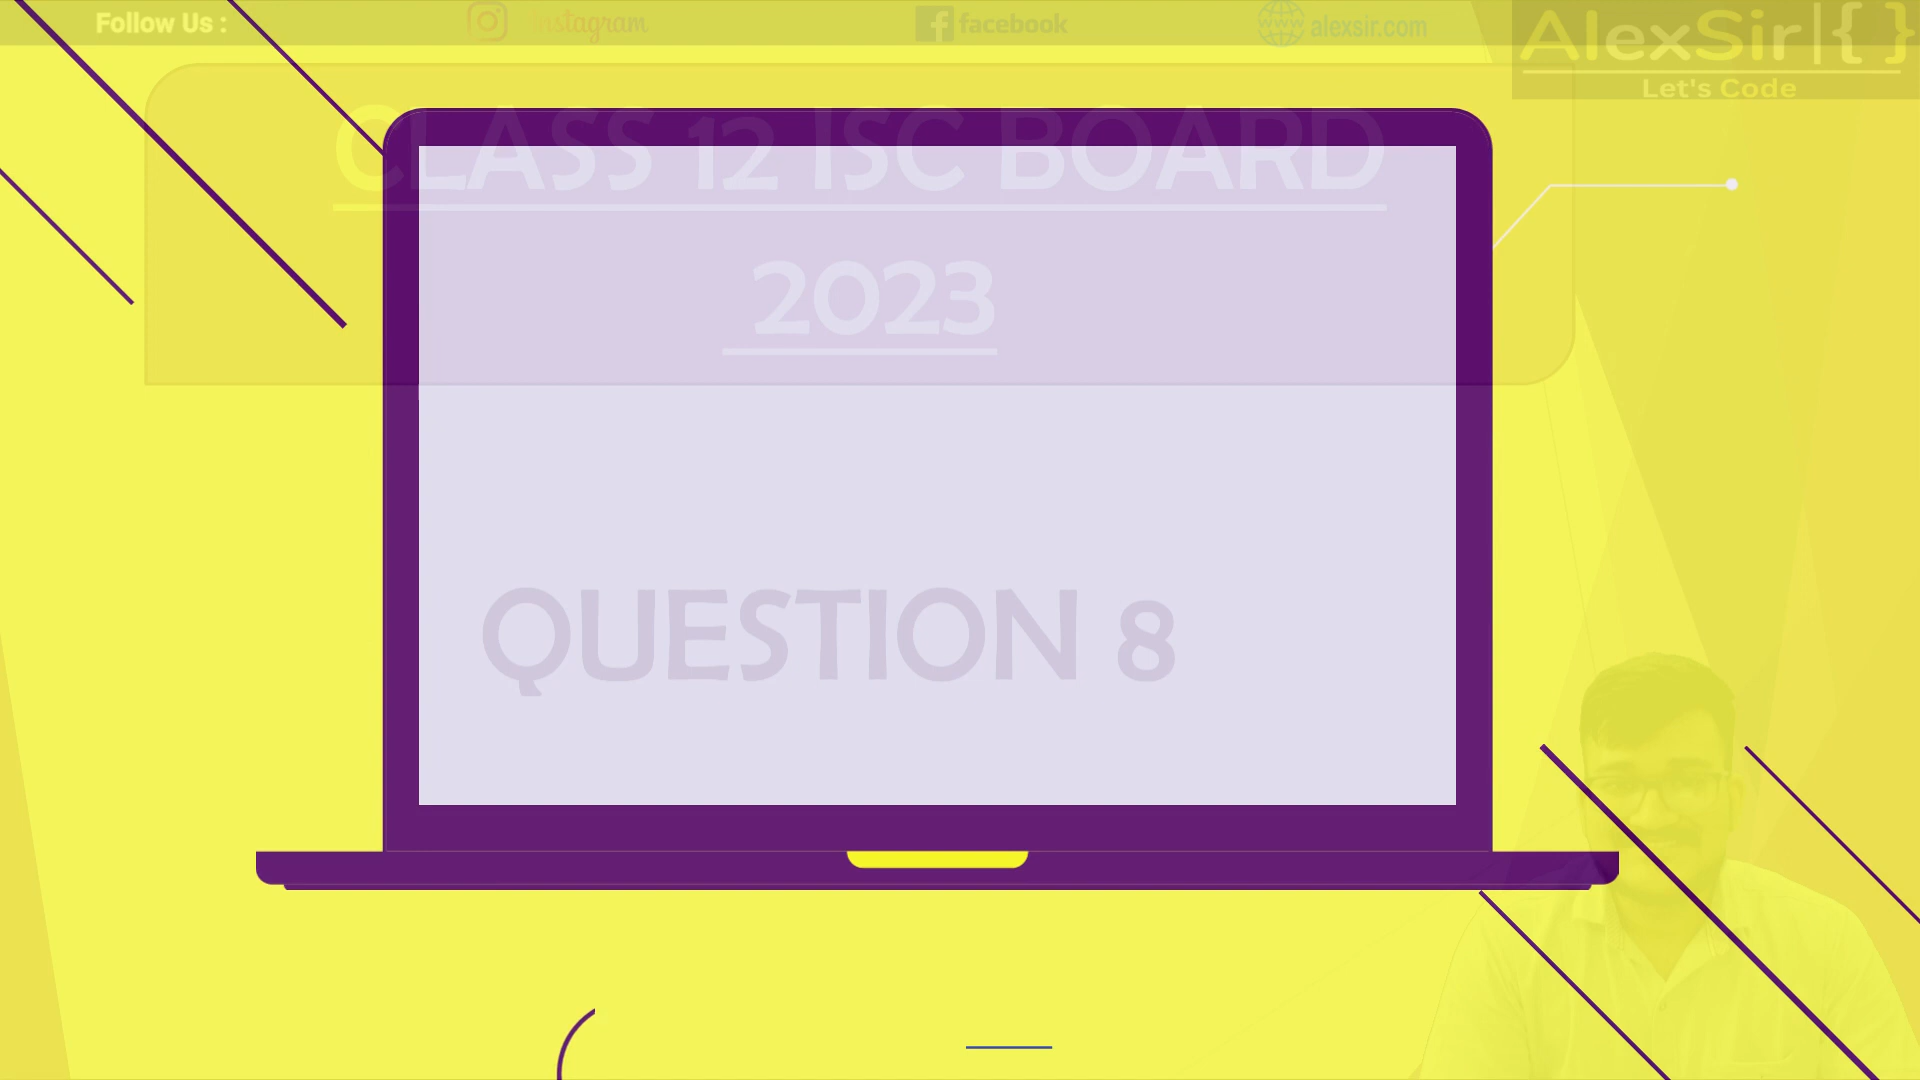 Follow Us :
Instagram
facebook
alexsir.com
AlexSir|{ }
Let's Code
CLASS 12 ISC BOARD
2023
QUESTION 8